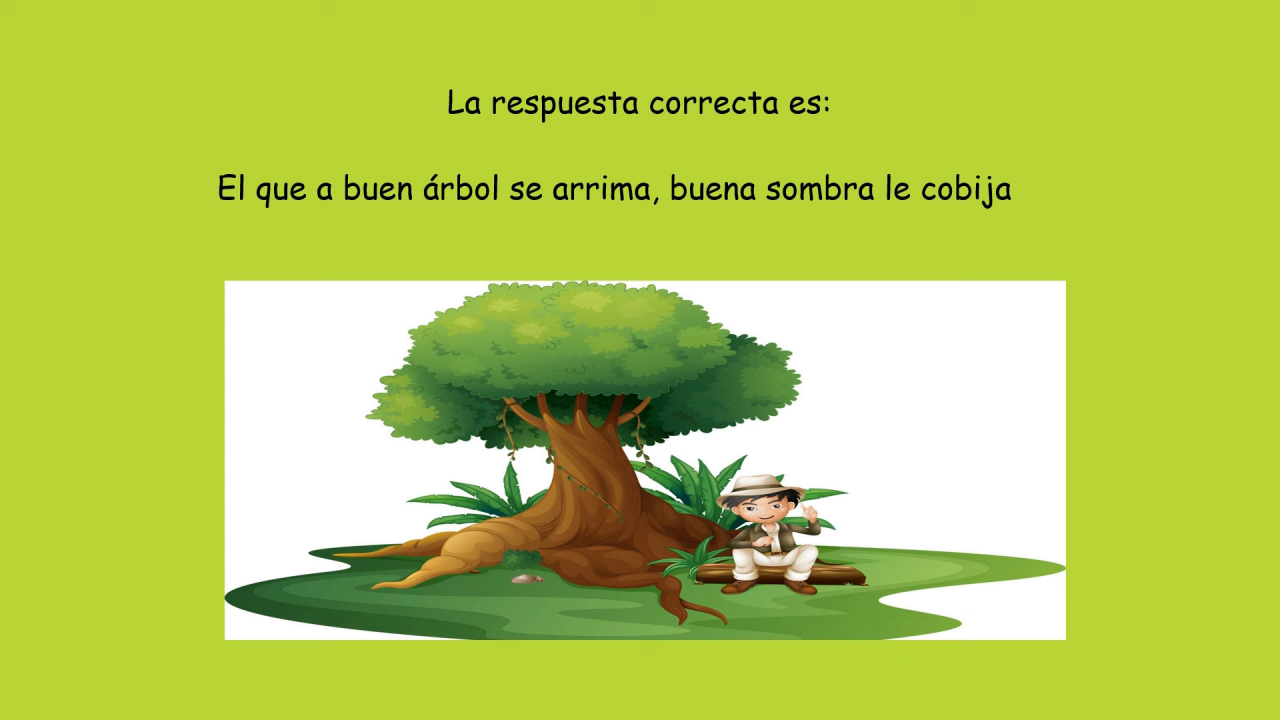 La respuesta correcta es:
El que a buen árbol se arrima, buena sombra le cobija